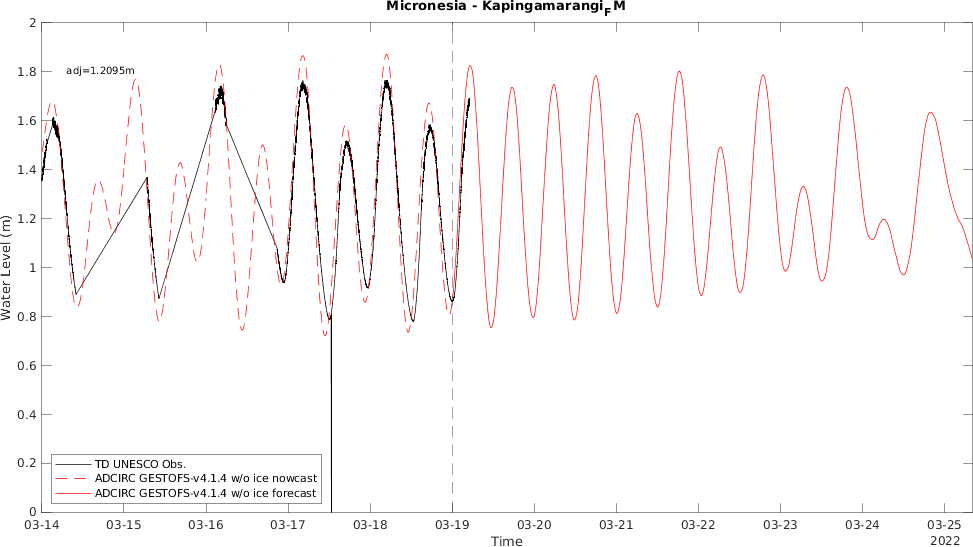 Micronesia - Kapingamarangi_FM
adj=1.2095m
2
1.8
1.6
1.4
1.2
1
0.8
0.6
0.4
0.2
0
Water Level (m)
TD UNESCO Obs.
ADCIRC GESTOFS-v4.1.4 w/o ice nowcast
ADCIRC GESTOFS-v4.1.4 w/o ice forecast
03-14 03-15 03-16 03-17 03-18 03-19 03-20 03-21 03-22 03-23 03-24 03-25
Time
2022